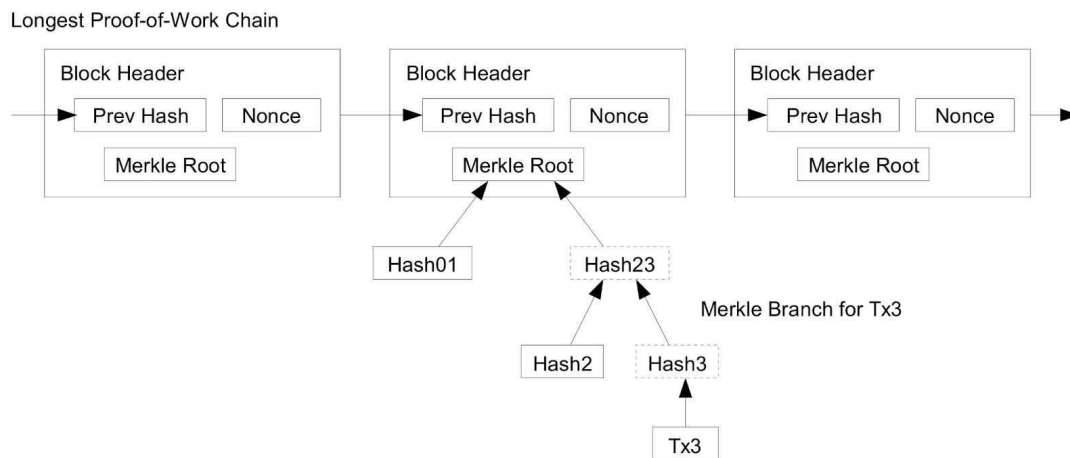 Longest Proof-of-Work Chain
Block Header
Prev Hash
Nonce
Merkle Root
Block Header
Prev Hash
Nonce
Merkle Root
Block Header
Prev Hash
Nonce
Merkle Root
Hash01
Hash23
Merkle Branch for Tx3
Hash2
Hash3
Tx3